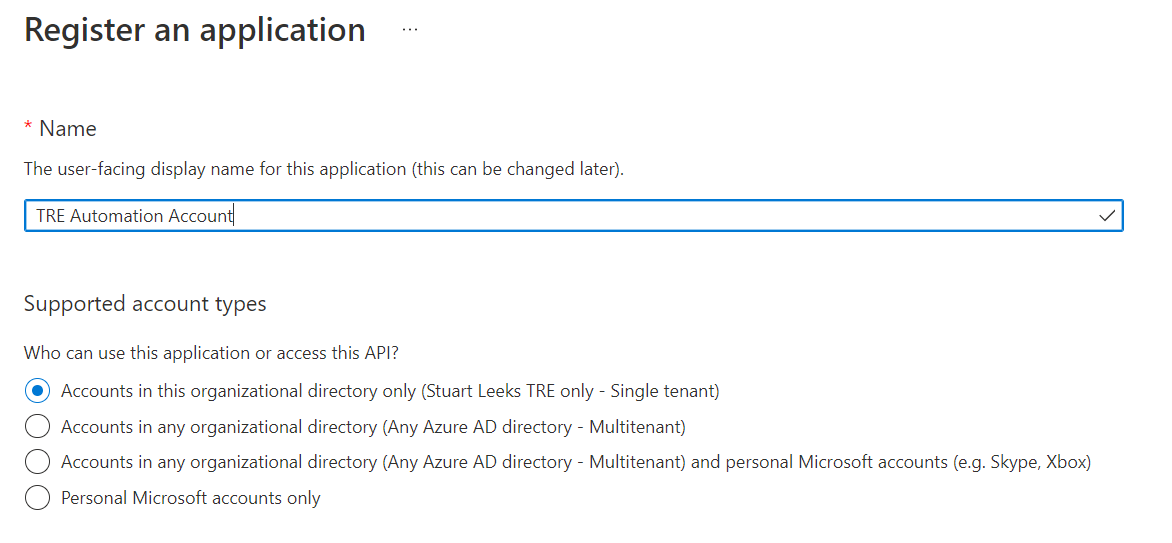 Register an application ...
* Name
The user-facing display name for this application (this can be changed later).
TRE Automation Account
Supported account types
Who can use this application or access this API?
Accounts in this organizational directory only (Stuart Leeks TRE only - Single tenant)
Accounts in any organizational directory (Any Azure AD directory - Multitenant)
Accounts in any organizational directory (Any Azure AD directory - Multitenant) and personal Microsoft accounts (e.g. Skype, Xbox)
Personal Microsoft accounts only